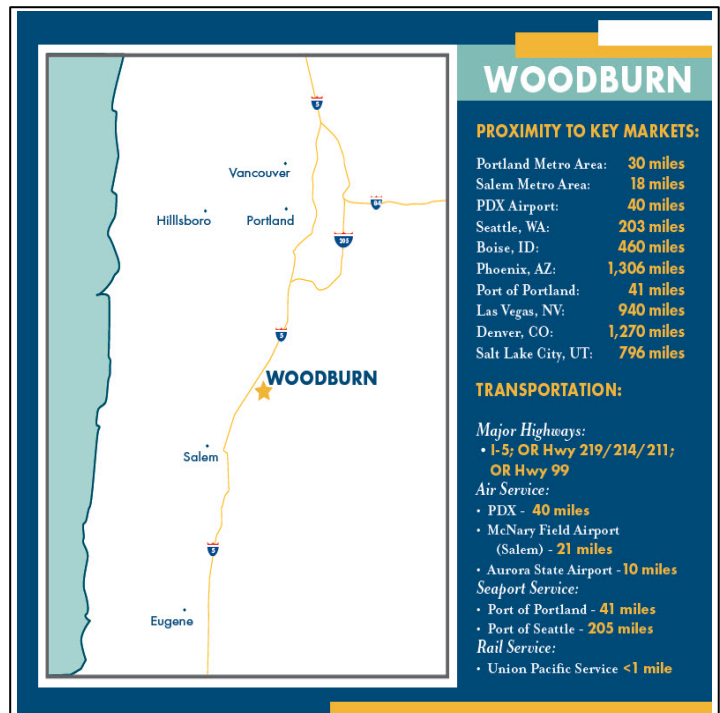 WOODBURN
PROXIMITY TO KEY MARKETS:
Portland Metro Area: 30 miles
Salem Metro Area: 18 miles
PDX Airport: 40 miles
Seattle, WA: 203 miles
Boise, ID: 460 miles
Phoenix, AZ: 1,306 miles
Port of Portland: 41 miles
Las Vegas, NV: 940 miles
Denver, CO: 1,270 miles
Salt Lake City, UT: 796 miles
TRANSPORTATION:
Major Highways:
• I-5; OR Hwy 219/214/211;
OR Hwy 99
Air Service:
• PDX - 40 miles
• McNary Field Airport
(Salem) - 21 miles
• Aurora State Airport - 10 miles
Seaport Service:
• Port of Portland - 41 miles
• Port of Seattle - 205 miles
Rail Service:
• Union Pacific Service <1 mile
5
Vancouver
84
Hilllsboro
Portland
205
5
WOODBURN
Salem
5
Eugene